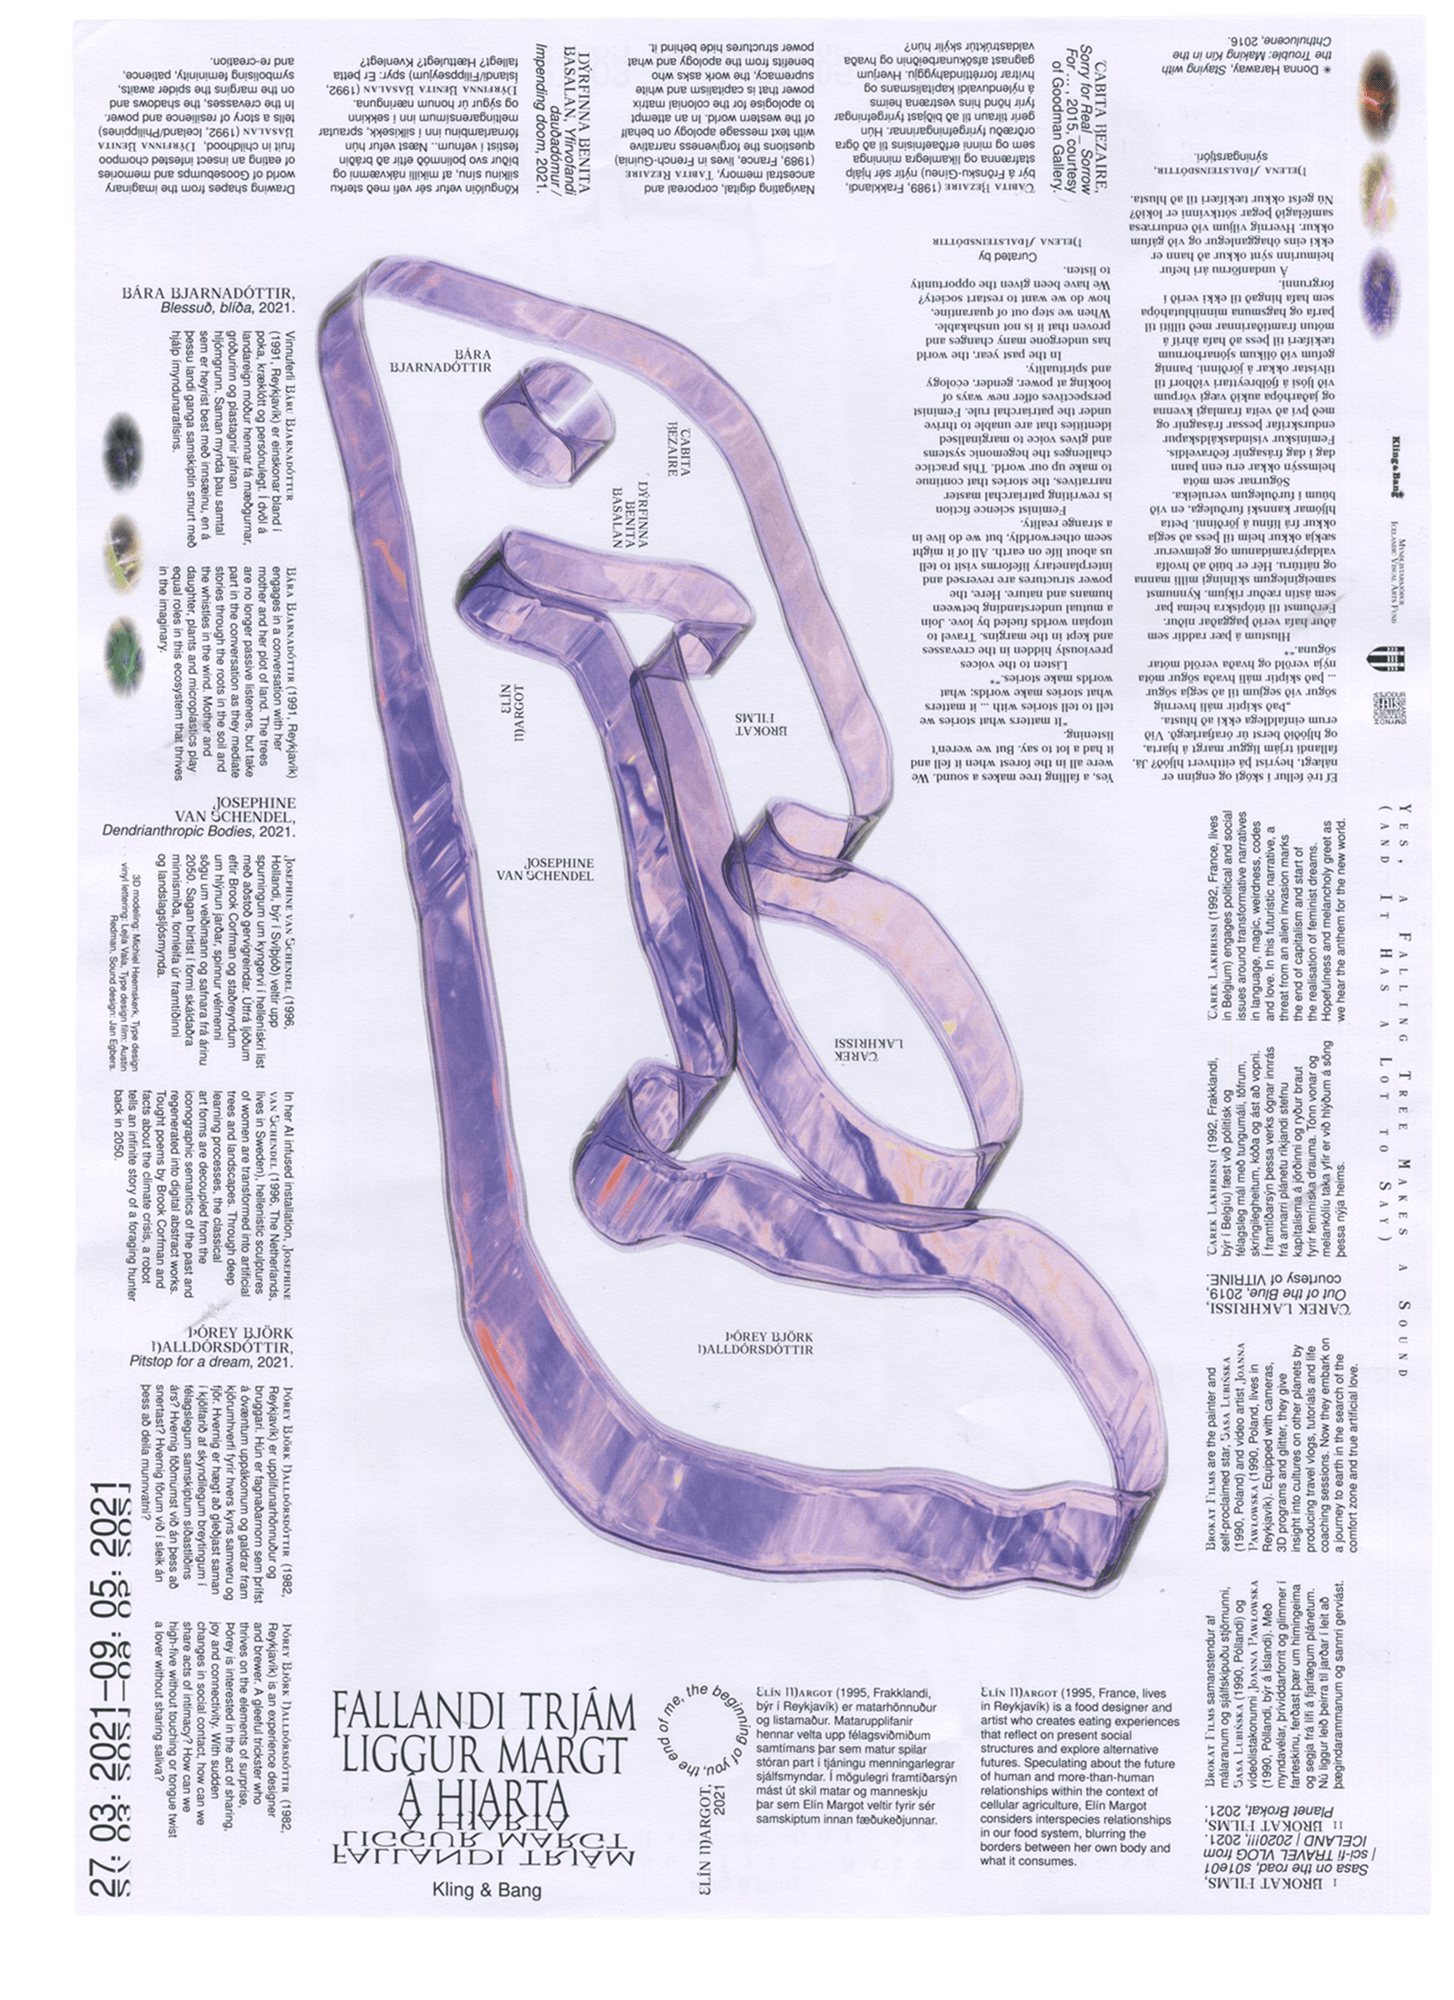 FALLANDI TRJÁM
LIGGUR MARGT
Á HJARTA
Á HJARTA
LIGGUR MARGT
FALLANDI TRJÁM
Kling & Bang
27. 03. 2021–09. 05. 2021
the beginning of you, the end of me,
ELÍN MARGOT,
2021
ELÍN MARGOT (1995, Frakklandi,
býr í Reykjavík) er matarhönnuður
og listamaður. Matarupplifanir
hennar velta upp félagsviðmiðum
samtímans þar sem matur spilar
stóran part í tjáningu menningarlegrar
sjálfsmyndar. Í mögulegri framtíðarsýn
mást út skil matar og manneskju
þar sem Elín Margot veltir fyrir sér
samskiptum innan fæðukeðjunnar.
ELÍN MARGOT (1995, France, lives
in Reykjavík) is a food designer and
artist who creates eating experiences
that reflect on present social
structures and explore alternative
futures. Speculating about the future
of human and more-than-human
relationships within the context of
cellular agriculture, Elín Margot
considers interspecies relationships
in our food system, blurring the
borders between her own body and
what it consumes.
I BROKAT FILMS,
Sasa on the road, s01e01
| sci-fi TRAVEL VLOG from
ICELAND | 2020!!!, 2021.
II BROKAT FILMS,
Planet Brokat, 2021.
BROKAT FILMS samanstendur af
málaranum og sjálfskipuðu stjörnunni,
SASA LUBIŃSKA (1990, Póllandi) og
vídeólistakonunni JOANNA PAWŁOWSKA
(1990, Póllandi, býr á Íslandi). Með
myndavélar, þrívíddarforrit og glimmer í
farteskinu, ferðast þær um himingeima
og segja frá lífi á fjarlægum plánetum.
Nú liggur leið þeirra til jarðar í leit að
þægindarammanum og sannri gerviást.
BROKAT FILMS are the painter and
self-proclaimed star, SASA LUBIŃSKA
(1990, Poland) and video artist JOANNA
PAWŁOWSKA (1990, Poland, lives in
Reykjavík). Equipped with cameras,
3D programs and glitter, they give
insight into cultures on other planets by
producing travel vlogs, tutorials and life
coaching sessions. Now they embark on
a journey to earth in the search of the
comfort zone and true artificial love.
TAREK LAKHRISSI,
Out of the Blue, 2019,
courtesy of VITRINE.
TAREK LAKHRISSI (1992, Frakklandi,
býr í Belgíu) fæst við pólitísk og
félagsleg mál með tungumáli, töfrum,
skringilegheitum, kóða og ást að vopni.
Í framtíðarsýn þessa verks ógnar innrás
frá annarri plánetu ríkjandi stefnu
kapítalisma á jörðinni og ryður braut
fyrir femíníska drauma. Tónn vonar og
melankólíu taka yfir er við hlýðum á söng
þessa nýja heims.
TAREK LAKHRISSI (1992, France, lives
in Belgium) engages political and social
issues around transformative narratives
in language, magic, weirdness, codes
and love. In this futuristic narrative, a
threat from an alien invasion marks
the end of capitalism and start of
the realisation of feminist dreams.
Hopefulness and melancholy greet as
we hear the anthem for the new world.
YES, A FALLING TREE MAKES A SOUND
(AND IT HAS A LOT TO SAY)
Ef tré fellur í skógi og enginn er
nálægt, heyrist þá eitthvert hljóð? Já,
fallandi trjám liggur margt á hjarta,
og hljóðið berst úr órafjarlægð. Við
erum einfaldlega ekki að hlusta.
„Það skiptir máli hvernig
sögur við segjum til að segja sögur
... það skiptir máli hvaða sögur móta
nýja veröld og hvaða veröld mótar
söguna.“*
Hlustum á þær raddir sem
áður hafa verið þaggaðar niður.
Ferðumst til útópískra heima þar
sem ástin ræður ríkjum. Kynnumst
sameiginlegum skilningi milli manna
og náttúru. Hér er búið að hvolfa
valdapýramídanum og geimverur
sækja okkur heim til þess að segja
okkur frá lífinu á jörðinni. Þetta
hljómar kannski furðulega, en við
búum í furðulegum veruleika.
Sögurnar sem móta
heimssýn okkar eru enn þann
dag í dag frásagnir feðraveldis.
Femínískur vísindaskáldskapur
endurskrifar þessar frásagnir og
með því að veita framlagi kvenna
og jaðarhópa aukið vægi vörpum
við ljósi á fjölbreyttari viðhorf til
tilvistar okkar á jörðinni. Þannig
getum við ólíkum sjónarhornum
tækifæri til þess að hafa áhrif á
mótun framtíðarinnar með tilliti til
þarfa og hagsmuna minnihlutahópa
sem hafa hingað til ekki verið í
forgrunni.
Á undanförnu ári hefur
heimurinn sýnt okkur að hann er
ekki eins óhagganlegur og við gáfum
okkur. Hvernig viljum við endurræsa
samfélagið þegar sóttkvínni er lokið?
Nú gefst okkur tækifæri til að hlusta.
HELENA AÐALSTEINSDÓTTIR,
sýningarstjóri.
Yes, a falling tree makes a sound. We
were all in the forest when it fell and
it had a lot to say. But we weren't
listening.
"It matters what stories we
tell to tell stories with ... it matters
what stories make worlds; what
worlds make stories."*
Listen to the voices
previously hidden in the crevasses
and kept in the margins. Travel to
utopian worlds fueled by love. Join
a mutual understanding between
humans and nature. Here, the
power structures are reversed and
interplanetary lifeforms visit to tell
us about life on earth. All of it might
seem otherworldly, but we do live in
a strange reality.
Feminist science fiction
is rewriting patriarchal master
narratives, the stories that continue
to make up our world. This practice
challenges the hegemonic systems
and gives voice to marginalised
identities that are unable to thrive
under the patriarchal rule. Feminist
perspectives offer new ways of
looking at power, gender, ecology
and spirituality.
In the past year, the world
has undergone many changes and
proven that it is not unshakable.
When we step out of quarantine,
how do we want to restart society?
We have been given the opportunity
to listen.
Curated by
HELENA AÐALSTEINSDÓTTIR
* Donna Haraway, Staying with
the Trouble: Making Kin in the
Chthulucene, 2016.
Kling & Bang
MYNDLISTARSJÓÐUR
ICELANDIC VISUAL ARTS FUND
TABITA REZAIRE,
Sorry for Real _ Sorrow
For ... , 2015, courtesy
of Goodman Gallery.
TABITA REZAIRE (1989, Frakklandi,
býr á Frönsku-Gíneu) nýtir sér hjálp
stafrænna og líkamlegra minninga
sem og minni erfðaefnisins til að ögra
orðræðu fyrirgefningarinnar. Hún
gerir tilraun til að biðjast fyrirgefningar
fyrir hönd hins vestræna heims
á nýlenduvaldi kapítalismans og
hvítrar forréttindahyggju. Hverjum
gagnast afsökunarbeiðnin og hvaða
valdastrúktúr skýlir hún?
Navigating digital, corporeal and
ancestral memory, TABITA REZAIRE
(1989, France, lives in French-Guinia)
questions the forgiveness narrative
with text message apology on behalf
of the western world. In an attempt
to apologise for the colonial matrix
power that is capitalism and white
supremacy, the work asks who
benefits from the apology and what
power structures hide behind it.
DÝRFINNA BENITA
BASALAN, Yfirvofandi
dauðadómur /
Impending doom, 2021.
Köngulóin vefur sér vef með sterku
silkinu sínu, af mikilli nákvæmni og
bíður svo þolinmóð eftir að bráðin
festist í vefnum... Næst vefur hún
fórnarlambinu inn í silkisekk, sprautar
meltingarensímum inn í sekkinn
og sýgur úr honum næringuna.
DÝRFINNA BENITA BASALAN (1992,
Ísland/Filippseyjum) spyr: Er þetta
fallegt? Hættulegt? Kvenlegt?
Drawing shapes from the imaginary
world of Goosebumps and memories
of eating an insect infested chompoo
fruit in childhood, DÝRFINNA BENITA
BASALAN (1992, Iceland/Philippines)
tells a story of resilience and power.
In the crevasses, the shadows and
on the margins the spider awaits,
symbolising femininity, patience,
and re-creation.
BÁRA BJARNADÓTTIR,
Blessuð, blíða, 2021.
Vinnuferli BÁRU BJARNADÓTTUR
(1991, Reykjavík) er einskonar bland í
poka, kræklótt og persónulegt. Í dvöl á
landareign móður hennar fá mæðgurnar,
gróðurinn og plastagnir jafnan
hljómgrunn. Saman mynda þau samtal
sem er heyrist best með innsæinu, en á
þessu landi ganga samskiptin smurt með
hjálp ímyndunaraflsins.
BÁRA BJARNADÓTTIR (1991, Reykjavík)
engages in a conversation with her
mother and her plot of land. The trees
are no longer passive listeners, but take
part in the conversation as they mediate
stories through the roots in the soil and
the whistles in the wind. Mother and
daughter, plants and microplastics play
equal roles in this ecosystem that thrives
in the imaginary.
JOSEPHINE
VAN SCHENDEL,
Dendrianthropic Bodies, 2021.
JOSEPHINE VAN SCHENDEL (1996,
Hollandi, býr í Svíþjóð) veltir upp
spurningum um kyngervi í hellenískri list
með aðstoð gervigreindar. Útfrá ljóðum
eftir Brook Corfman og staðreyndum
um hlýnun jarðar, spinnur vélmenni
sögu um veiðimann og safnara frá árinu
2050. Sagan birtist í formi skáldaðra
minnismiða, fornleifa úr framtíðinni
og landslagsljósmynda.
3D modeling: Michiel Heemskerk, Type design
vinyl lettering: Lejla Vala, Type design film: Austin
Redman, Sound design: Jan Egbers.
In her AI infused installation, JOSEPHINE
VAN SCHENDEL (1996, The Netherlands,
lives in Sweden), hellenistic sculptures
of women are transformed into artificial
trees and landscapes. Through deep
learning processes, the classical
art forms are decoupled from the
iconographic semantics of the past and
regenerated into digital abstract works.
Tought poems by Brook Corfman and
facts about the climate crisis, a robot
tells an infinite story of a foraging hunter
back in 2050.
ÞÓREY BJÖRK
HALLDÓRSDÓTTIR,
Pitstop for a dream, 2021.
ÞÓREY BJÖRK HALLDÓRSDÓTTIR (1982,
Reykjavík) er upplifunarhönnuður og
bruggari. Hún er fagnaðarnorn sem þrífst
á óvæntum uppákomum og galdrar fram
kjörumhverfi fyrir hvers kyns samveru og
fjör. Hvernig er hægt að gleðjast saman
í kjölfarið af skyndilegum breytingum í
félagslegum samskiptum síðastliðins
árs? Hvernig föðmumst við án þess að
snertast? Hvernig förum við í sleik án
þess að deila munnvatni?
ÞÓREY BJÖRK HALLDÓRSDÓTTIR (1982,
Reykjavík) is an experience designer
and brewer. A gleeful trickster who
thrives on the elements of surprise,
Þórey is interested in the act of sharing,
joy and connectivity. With sudden
changes in social contact, how can we
share acts of intimacy? How can we
high-five without touching or tongue twist
a lover without sharing saliva?
BÁRA
BJARNADÓTTIR
TABITA
REZAIRE
DÝRFINNA
BENITA
BASALAN
ELÍN
MARGOT
BROKAT
FILMS
JOSEPHINE
VAN SCHENDEL
TAREK
LAKHRISSI
ÞÓREY BJÖRK
HALLDÓRSDÓTTIR